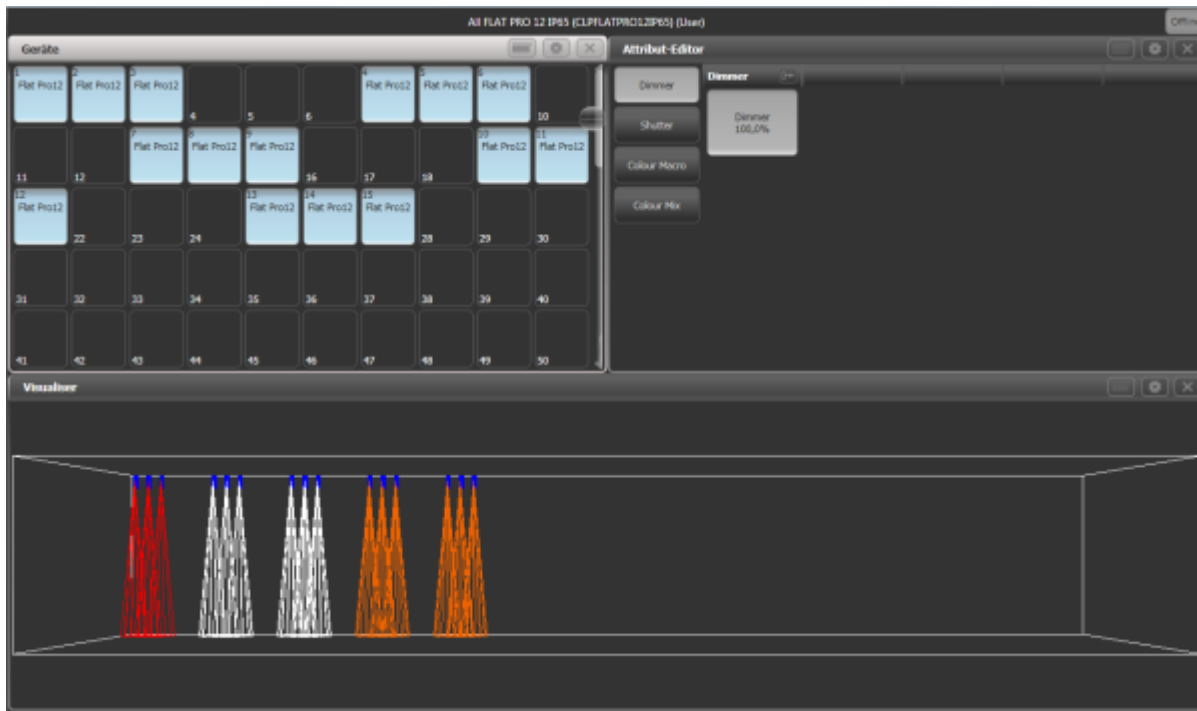 All FLAT PRO 12 IP65 (CLPFLATPRO12IP65) (User)
Offline
Geräte
1 2 3 4 5 6
Flat Pro12 Flat Pro12 Flat Pro12 Flat Pro12 Flat Pro12 Flat Pro12
4 5 6 10
7 8 9 10 11
Flat Pro12 Flat Pro12 Flat Pro12 Flat Pro12 Flat Pro12
11 12 16 17 18
12 13 14 15
Flat Pro12 Flat Pro12 Flat Pro12 Flat Pro12
22 23 24 28 29 30
31 32 33 34 35 36 37 38 39 40
41 42 43 44 45 46 47 48 49 50
Attribut-Editor
Dimmer
Shutter
Colour Macro
Colour Mix
Dimmer
Dimmer
100,0%
Visualiser